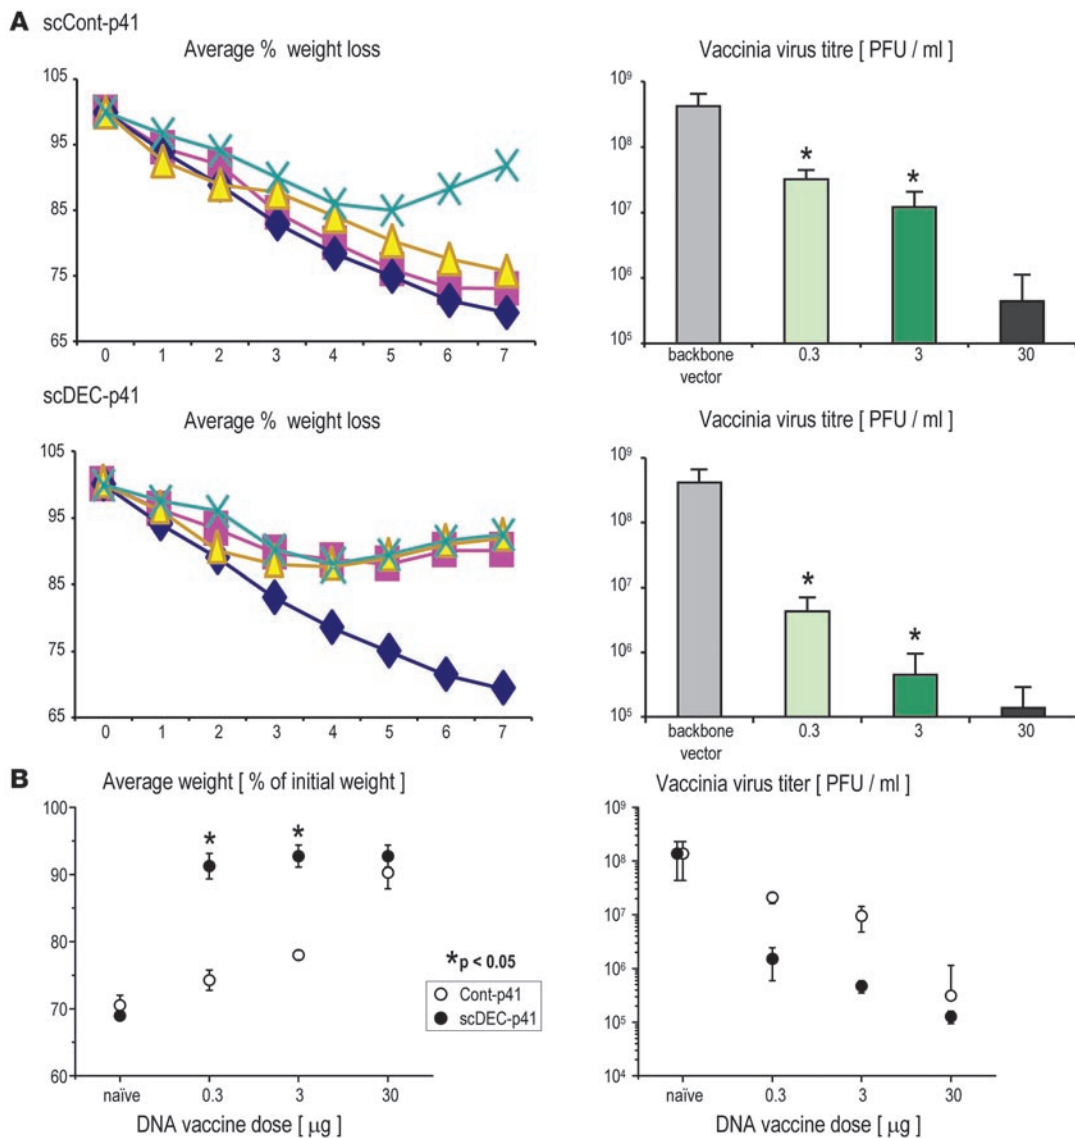 A scCont-p41
Average % weight loss
Vaccinia virus titre [ PFU / ml ]
105
95
85
75
65
0 1 2 3 4 5 6 7
10⁹
10⁸
10⁷
10⁶
10⁵
* *
backbone vector 0.3 3 30
scDEC-p41
Average % weight loss
Vaccinia virus titre [ PFU / ml ]
105
95
85
75
65
0 1 2 3 4 5 6 7
10⁹
10⁸
10⁷
10⁶
10⁵
* *
backbone vector 0.3 3 30
B Average weight [ % of initial weight ]
100
90
80
70
60
* *
*p < 0.05
Cont-p41
scDEC-p41
naïve 0.3 3 30
DNA vaccine dose [ µg ]
Vaccinia virus titer [ PFU / ml ]
10⁹
10⁸
10⁷
10⁶
10⁵
10⁴
naïve 0.3 3 30
DNA vaccine dose [ µg ]